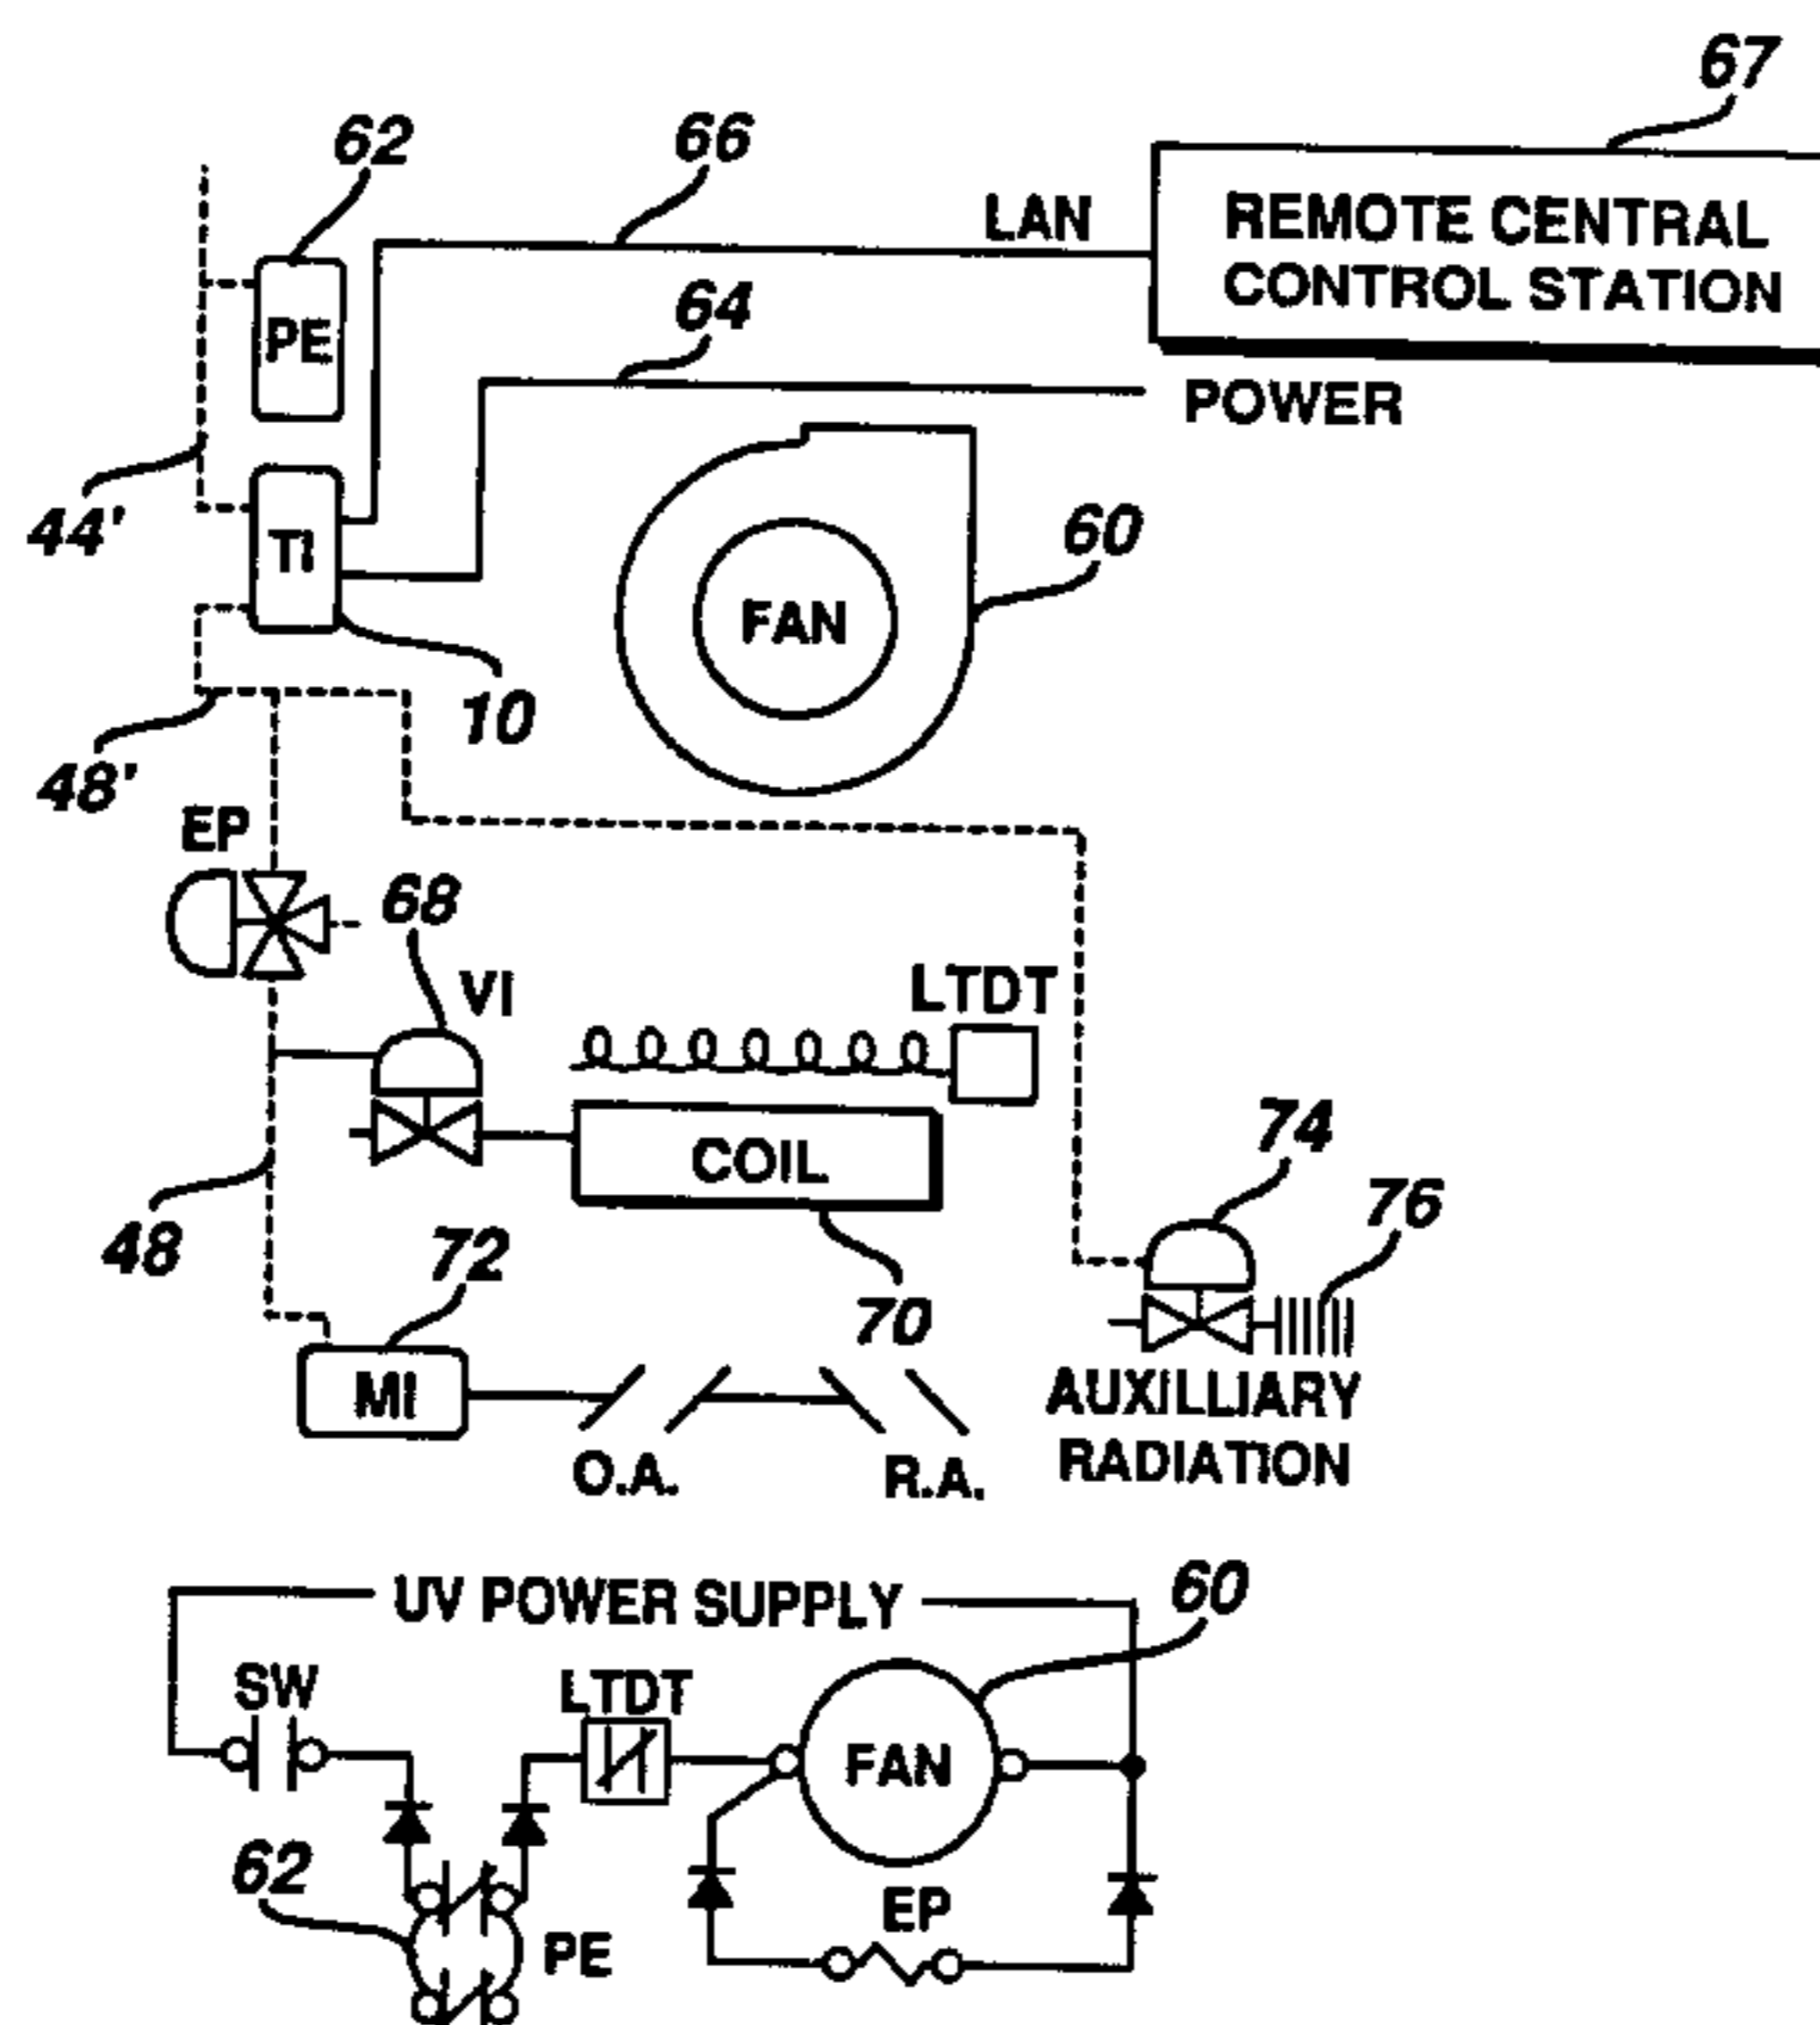 67
62
66
LAN
REMOTE CENTRAL
CONTROL STATION
64
PE
POWER
44'
TI
60
FAN
10
48'
EP
68
VI
LTDT
COIL
74
76
48
72
70
MI
AUXILLIARY
RADIATION
O.A.
R.A.
UV POWER SUPPLY
60
SW
LTDT
FAN
62
EP
PE